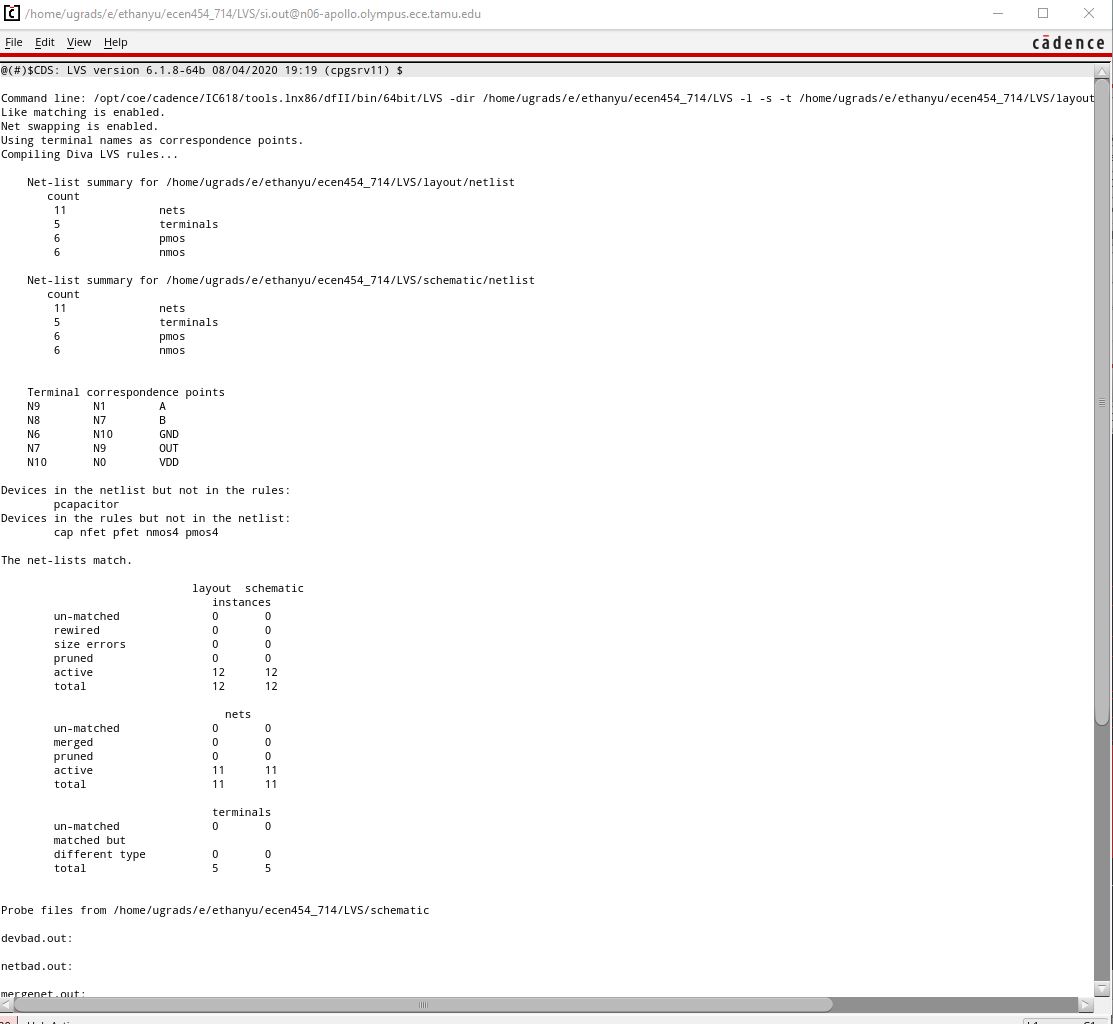 /home/ugrads/e/ethanyu/ecen454_714/LVS/si.out@n06-apollo.olympus.ece.tamu.edu
File Edit View Help
cādence
@(#)$CDS: LVS version 6.1.8-64b 08/04/2020 19:19 (cpgsrv11) $
Command line: /opt/coe/cadence/IC618/tools.lnx86/dfII/bin/64bit/LVS -dir /home/ugrads/e/ethanyu/ecen454_714/LVS -l -s -t /home/ugrads/e/ethanyu/ecen454_714/LVS/layout
Like matching is enabled.
Net swapping is enabled.
Using terminal names as correspondence points.
Compiling Diva LVS rules...
Net-list summary for /home/ugrads/e/ethanyu/ecen454_714/LVS/layout/netlist
count
11 nets
5 terminals
6 pmos
6 nmos
Net-list summary for /home/ugrads/e/ethanyu/ecen454_714/LVS/schematic/netlist
count
11 nets
5 terminals
6 pmos
6 nmos
Terminal correspondence points
N9 N1 A
N8 N7 B
N6 N10 GND
N7 N9 OUT
N10 N0 VDD
Devices in the netlist but not in the rules:
pcapacitor
Devices in the rules but not in the netlist:
cap nfet pfet nmos4 pmos4
The net-lists match.
layout schematic
instances
un-matched 0 0
rewired 0 0
size errors 0 0
pruned 0 0
active 12 12
total 12 12
nets
un-matched 0 0
merged 0 0
pruned 0 0
active 11 11
total 11 11
terminals
un-matched 0 0
matched but
different type 0 0
total 5 5
Probe files from /home/ugrads/e/ethanyu/ecen454_714/LVS/schematic
devbad.out:
netbad.out:
mergenet.out: